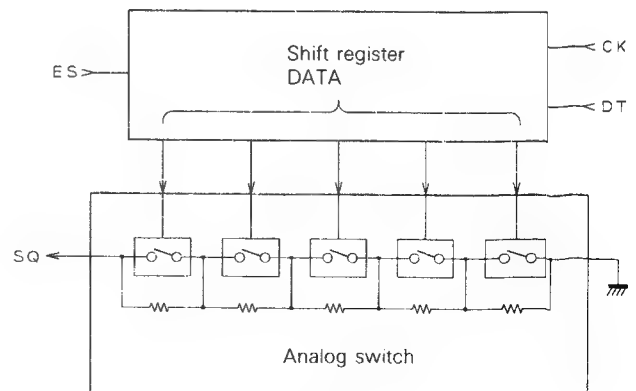 Shift register
DATA
ES
CK
DT
SQ
Analog switch